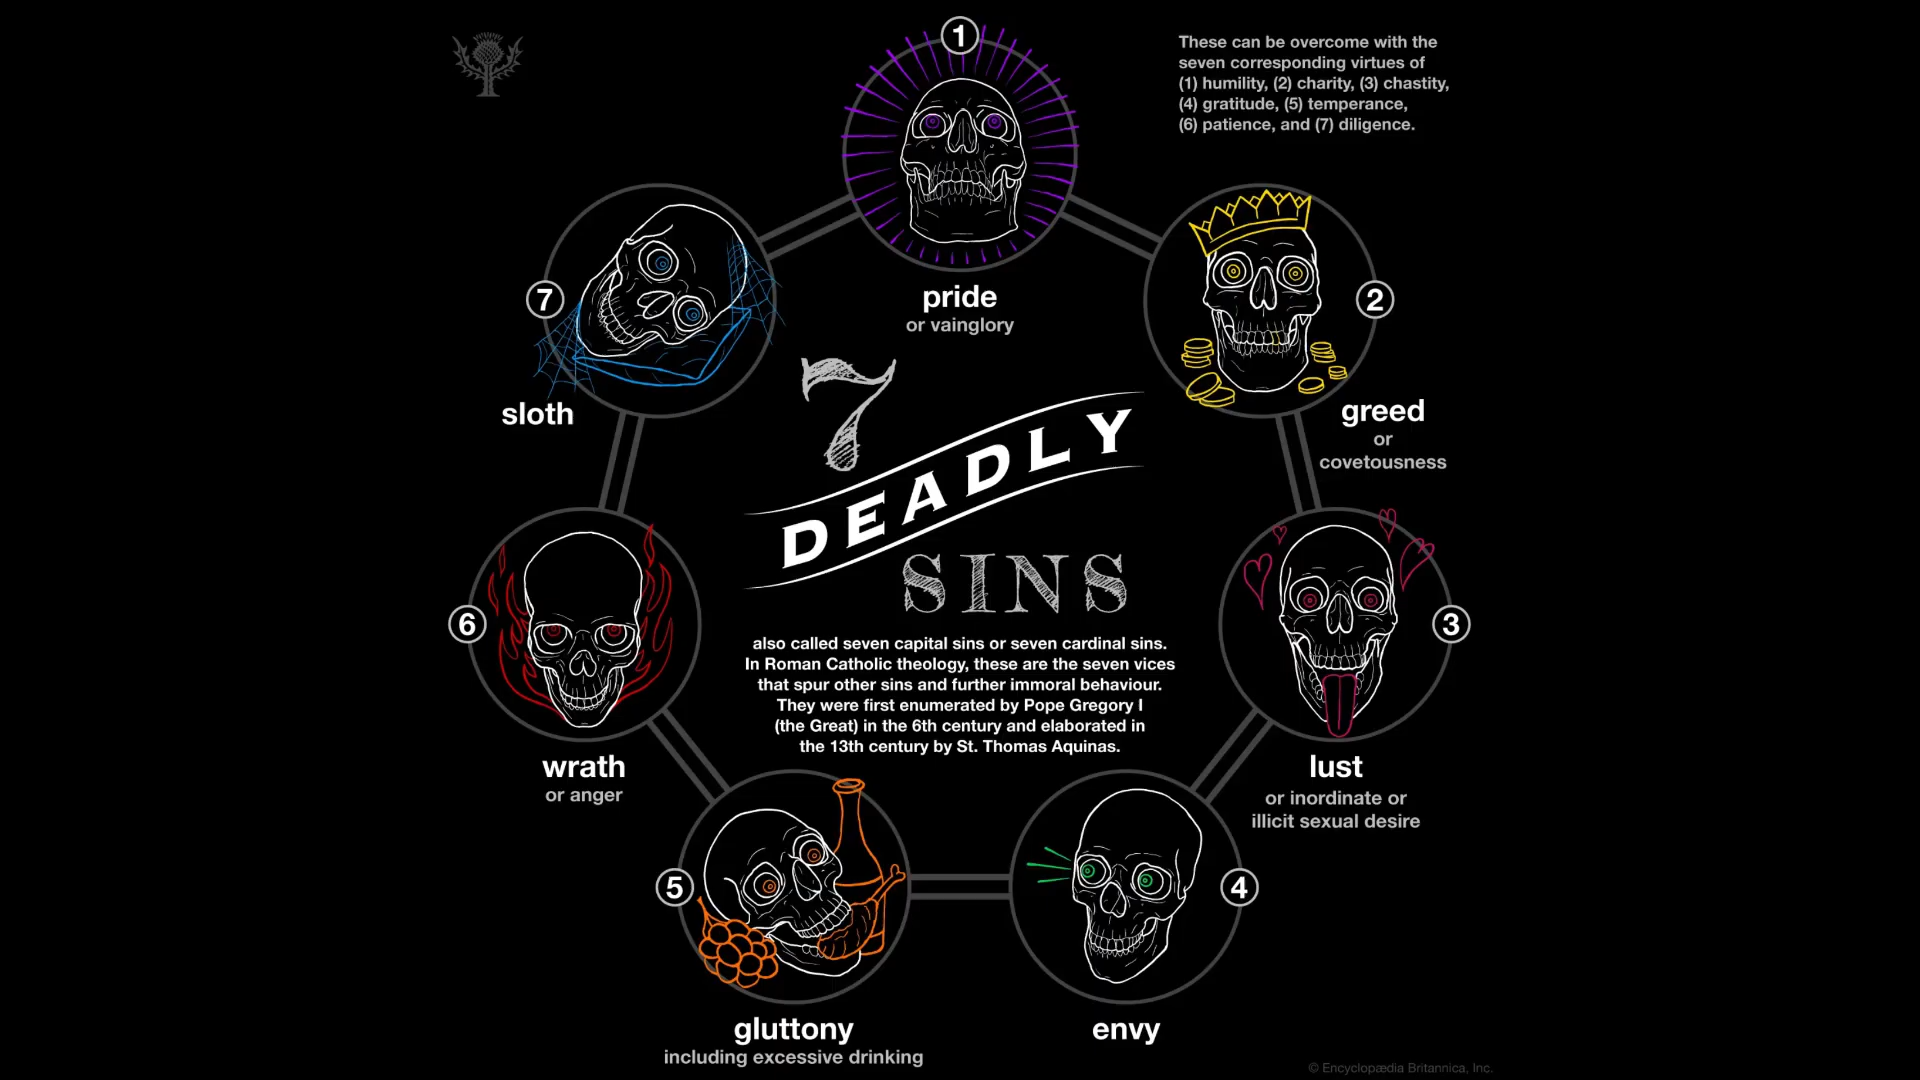 1
These can be overcome with the
seven corresponding virtues of
(1) humility, (2) charity, (3) chastity,
(4) gratitude, (5) temperance,
(6) patience, and (7) diligence.
pride
or vainglory
2
greed
or
covetousness
7
sloth
7
DEADLY
SINS
also called seven capital sins or seven cardinal sins.
In Roman Catholic theology, these are the seven vices
that spur other sins and further immoral behaviour.
They were first enumerated by Pope Gregory I
(the Great) in the 6th century and elaborated in
the 13th century by St. Thomas Aquinas.
3
lust
or inordinate or
illicit sexual desire
4
envy
5
gluttony
including excessive drinking
6
wrath
or anger
© Encyclopædia Britannica, Inc.